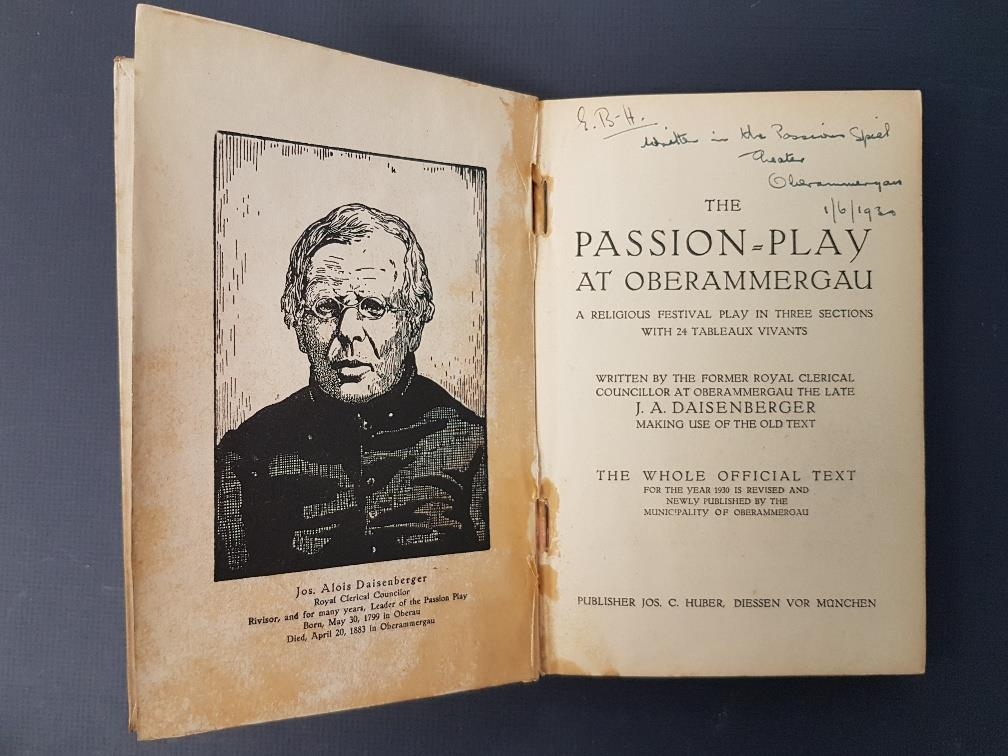 Jos. Alois Daisenberger
Royal Clerical Councilor
Rivisor, and for many years, Leader of the Passion Play
Born, May 30, 1799 in Oberau
Died, April 20, 1883 in Oberammergau
E. B-H.
Written in the Passions Spiel
Theater
Oberammergau
1/6/1930
THE
PASSION=PLAY
AT OBERAMMERGAU
A RELIGIOUS FESTIVAL PLAY IN THREE SECTIONS
WITH 24 TABLEAUX VIVANTS
WRITTEN BY THE FORMER ROYAL CLERICAL
COUNCILLOR AT OBERAMMERGAU THE LATE
J. A. DAISENBERGER
MAKING USE OF THE OLD TEXT
THE WHOLE OFFICIAL TEXT
FOR THE YEAR 1930 IS REVISED AND
NEWLY PUBLISHED BY THE
MUNICIPALITY OF OBERAMMERGAU
PUBLISHER JOS. C. HUBER, DIESSEN VOR MÜNCHEN